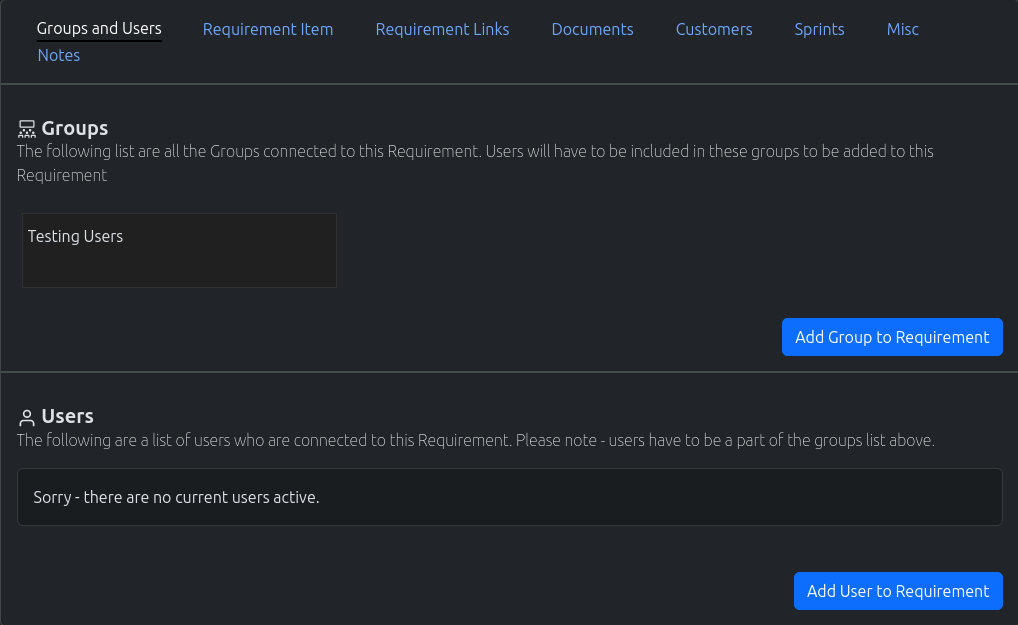 Groups and Users Requirement Item Requirement Links Documents Customers Sprints Misc
Notes
Groups
The following list are all the Groups connected to this Requirement. Users will have to be included in these groups to be added to this
Requirement
Testing Users
Add Group to Requirement
Users
The following are a list of users who are connected to this Requirement. Please note - users have to be a part of the groups list above.
Sorry - there are no current users active.
Add User to Requirement